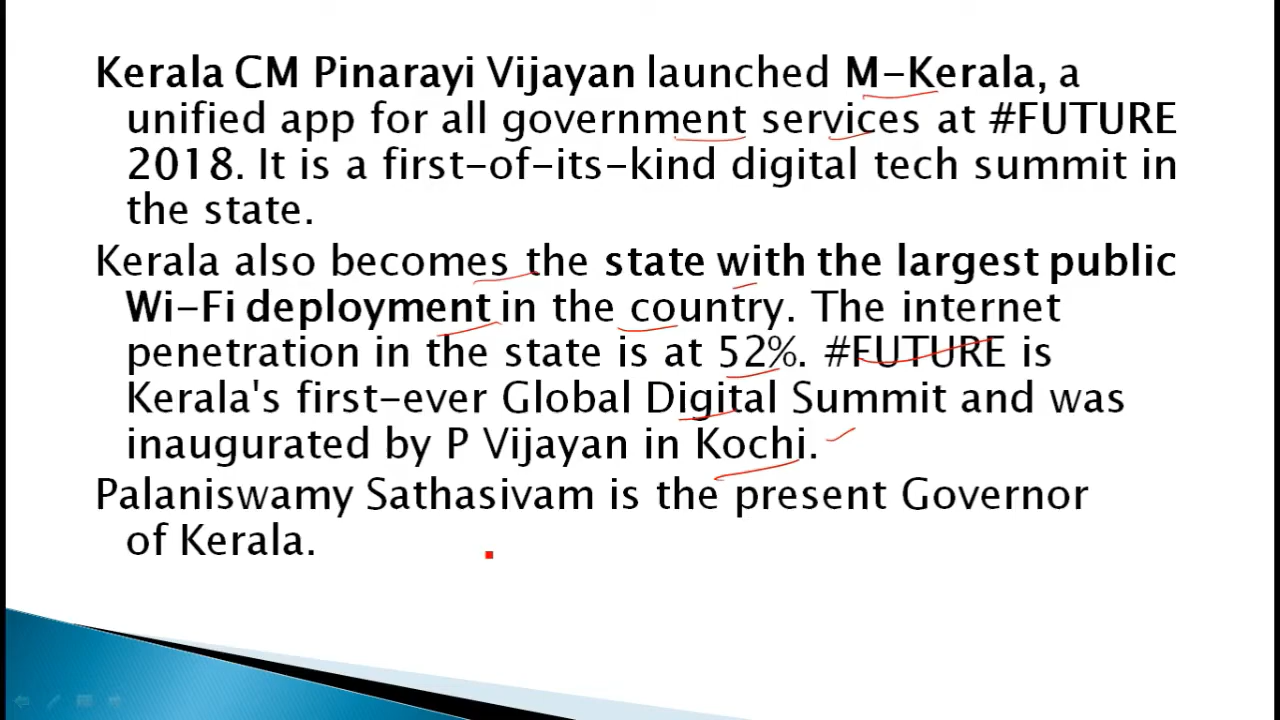 Kerala CM Pinarayi Vijayan launched M-Kerala, a
unified app for all government services at #FUTURE
2018. It is a first-of-its-kind digital tech summit in
the state.
Kerala also becomes the state with the largest public
Wi-Fi deployment in the country. The internet
penetration in the state is at 52%. #FUTURE is
Kerala's first-ever Global Digital Summit and was
inaugurated by P Vijayan in Kochi.
Palaniswamy Sathasivam is the present Governor
of Kerala.